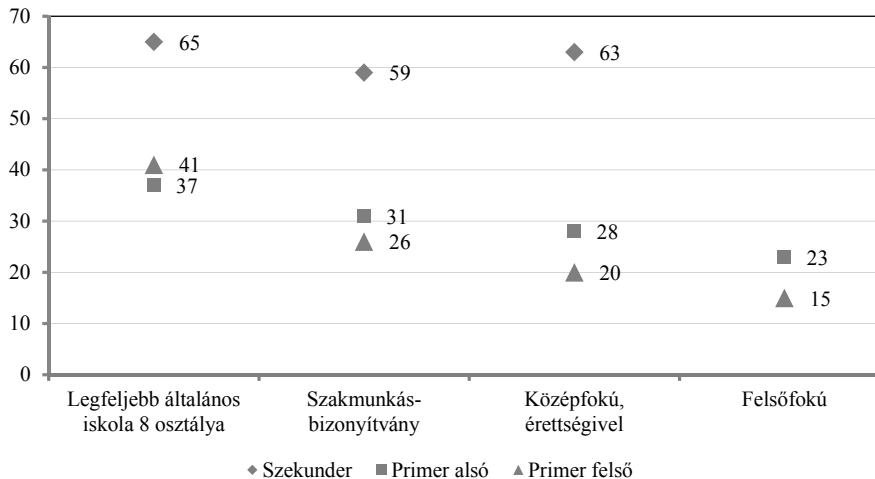 70
60
50
40
30
20
10
0
65
59
63
41
37
31
26
28
20
23
15
Legfeljebb általános
iskola 8 osztálya
Szakmunkás-
bizonyítvány
Középfokú,
érettségivel
Felsőfokú
Szekunder
Primer alsó
Primer felső